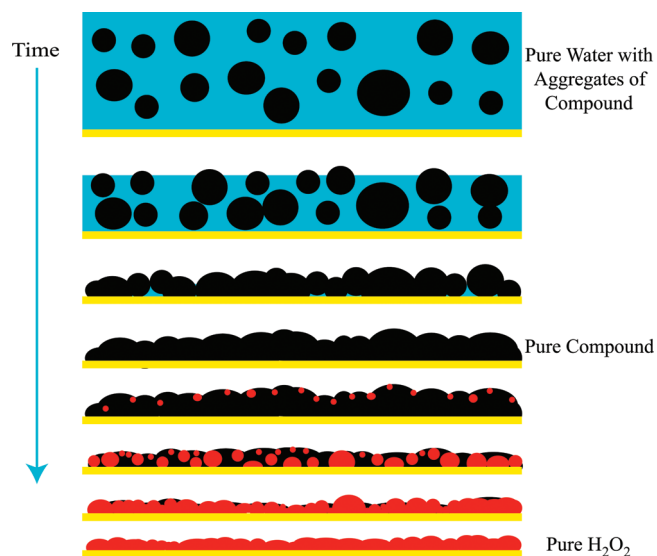 Time
Pure Water with
Aggregates of
Compound
Pure Compound
Pure H₂O₂